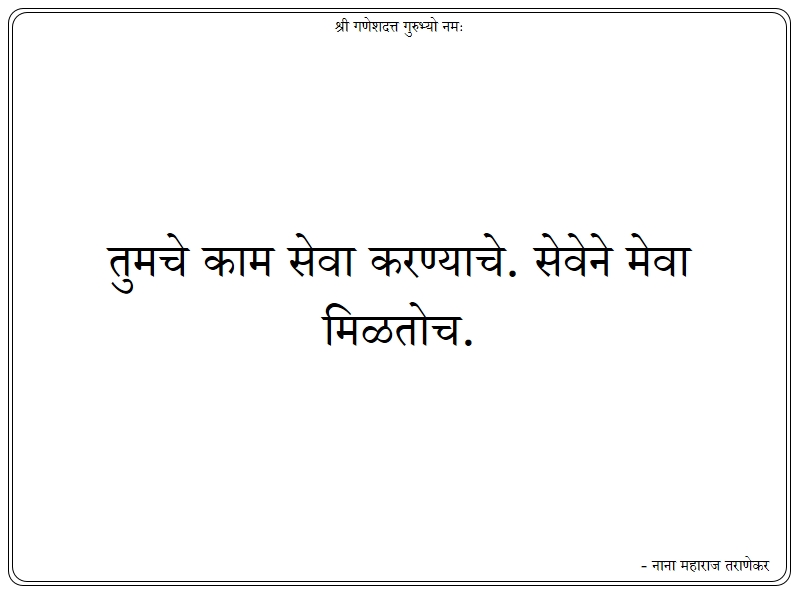 श्री गणेशदत्त गुरुभ्यो नमः
तुमचे काम सेवा करण्याचे. सेवेने मेवा
मिळतोच.
- नाना महाराज तराणेकर